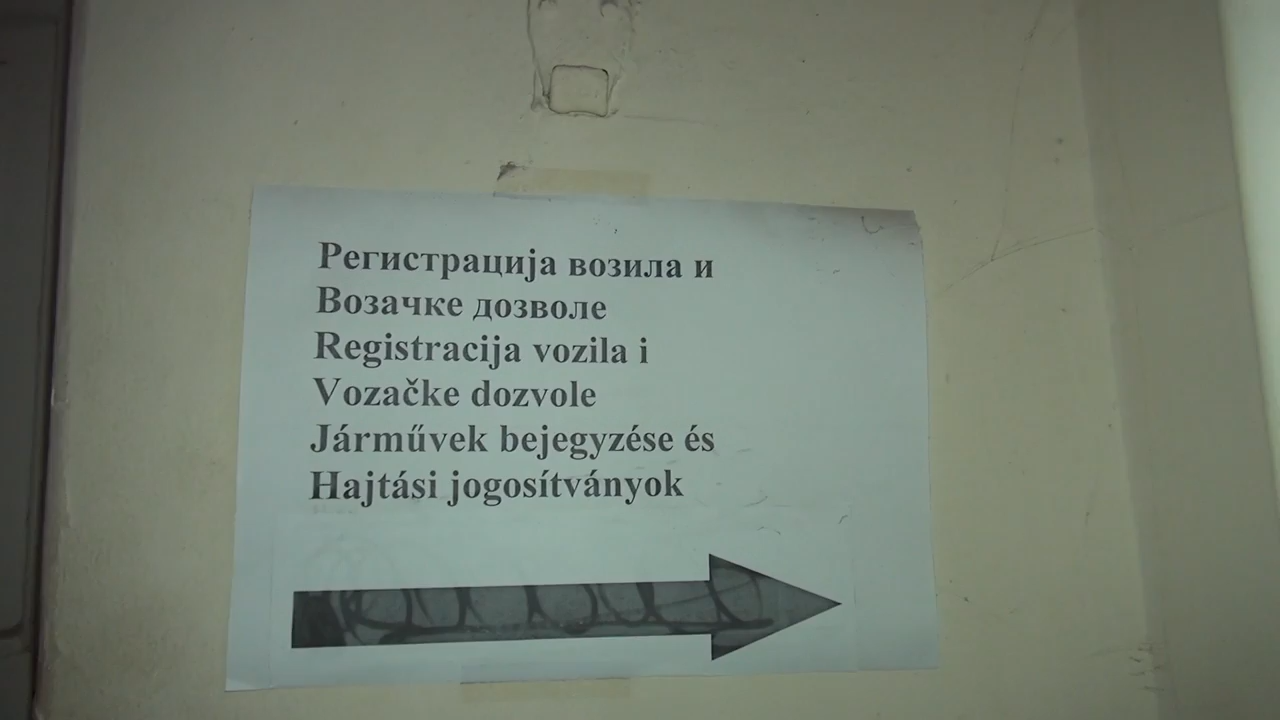 Регистрација возила и
Возачке дозволе
Registracija vozila i
Vozačke dozvole
Járművek bejegyzése és
Hajtási jogosítványok